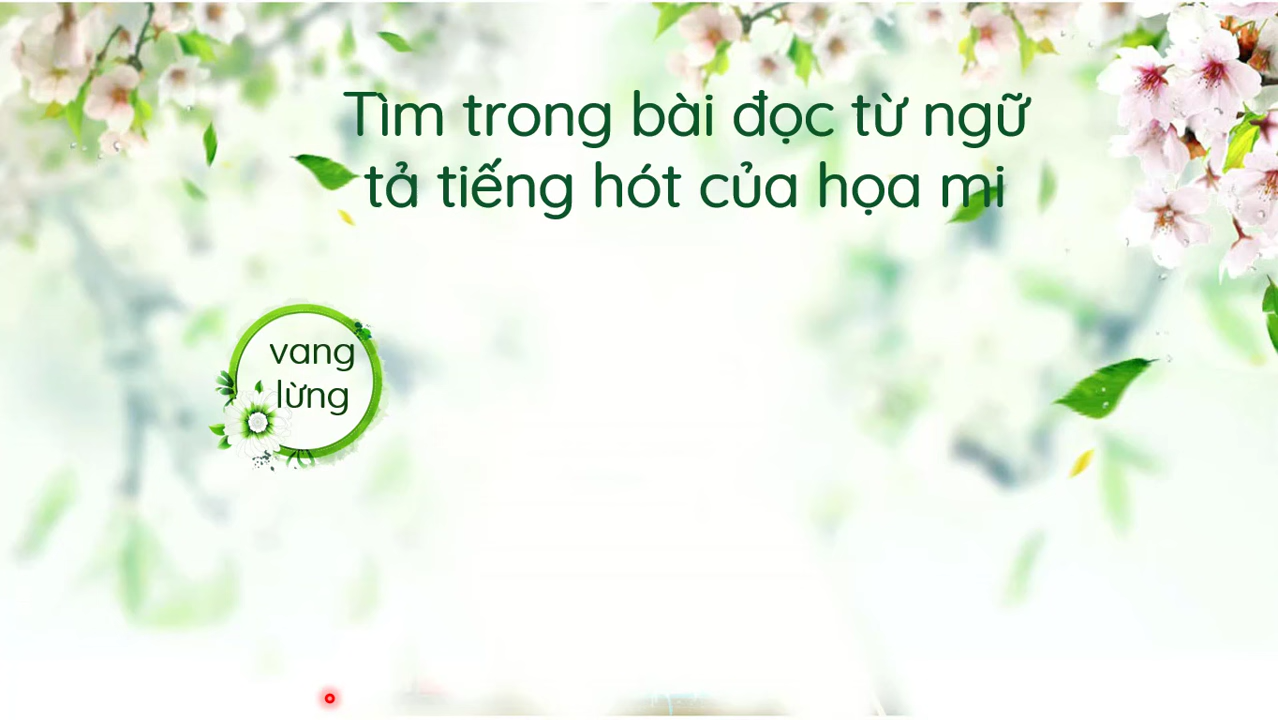 Tìm trong bài đọc từ ngữ
tả tiếng hót của họa mi
vang
lừng